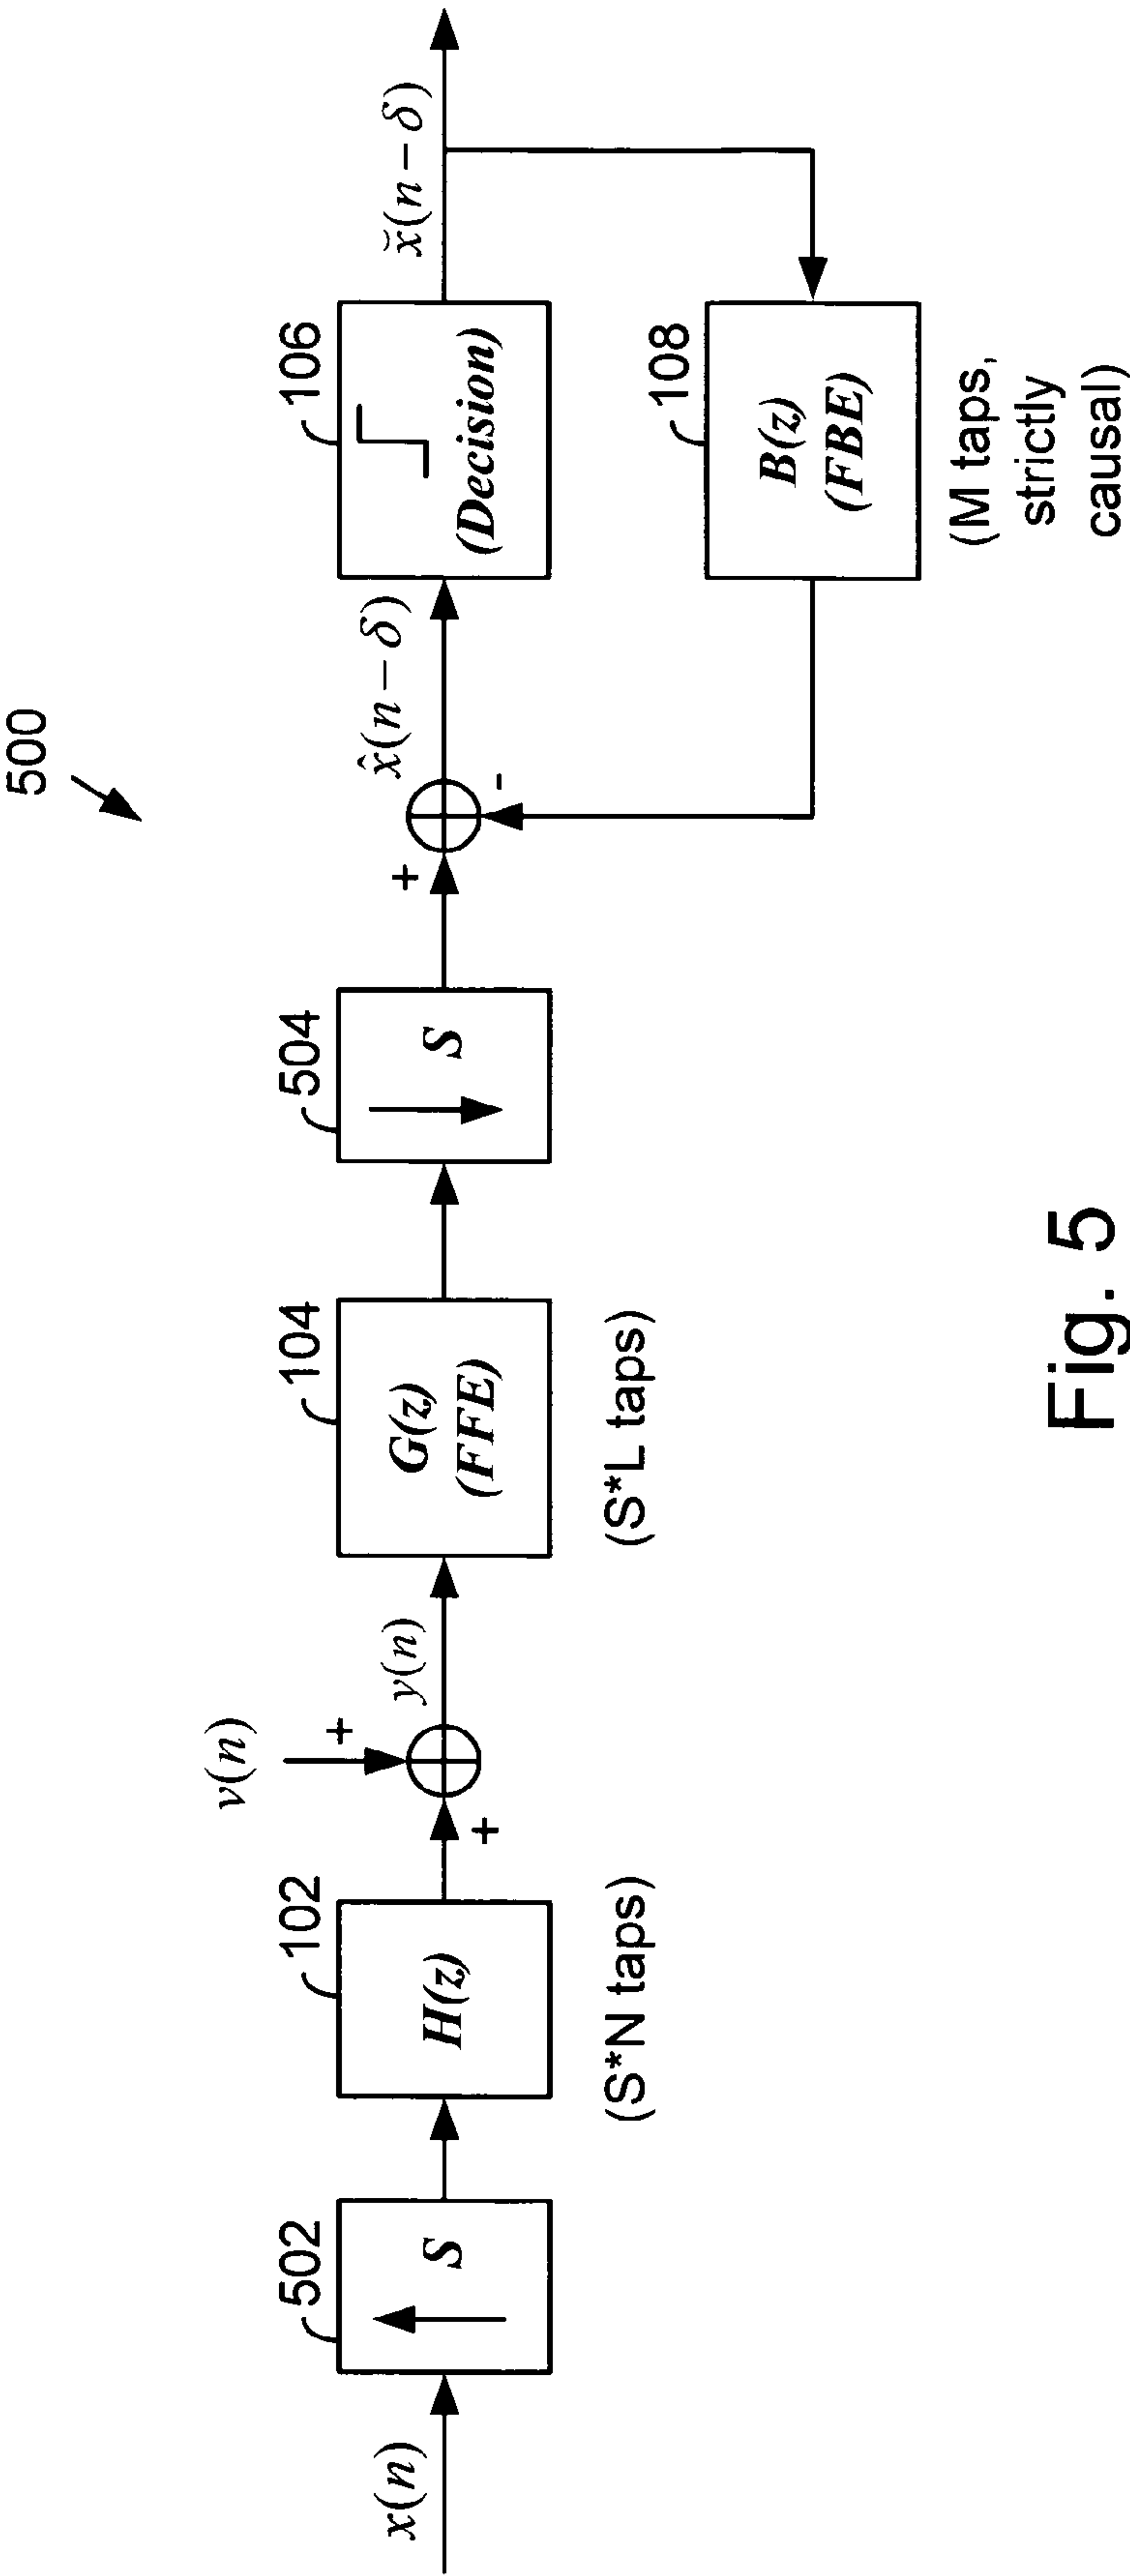 500
x(n)
502
↑ S
102
H(z)
(S*N taps)
v(n)
+
+
y(n)
104
G(z)
(FFE)
(S*L taps)
504
↓ S
+
-
x̂(n − δ)
106
(Decision)
x̆(n − δ)
108
B(z)
(FBE)
(M taps,
strictly
causal)
Fig. 5